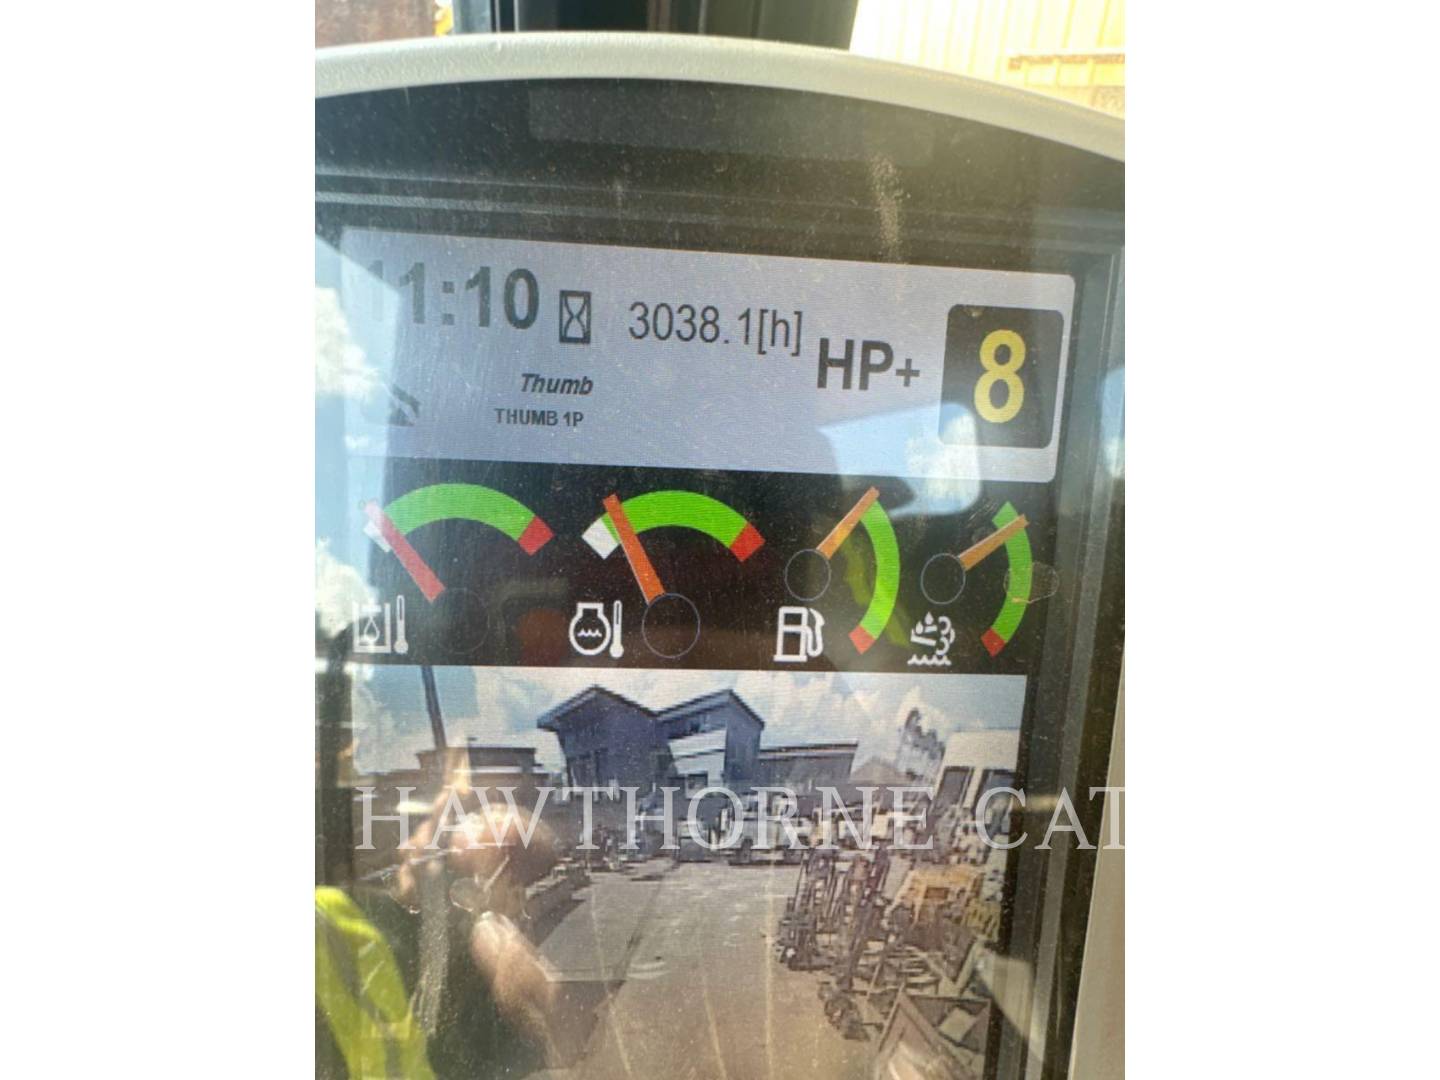 11:10 3038.1[h] HP+ 8
Thumb
THUMB 1P
HAWTHORNE CAT